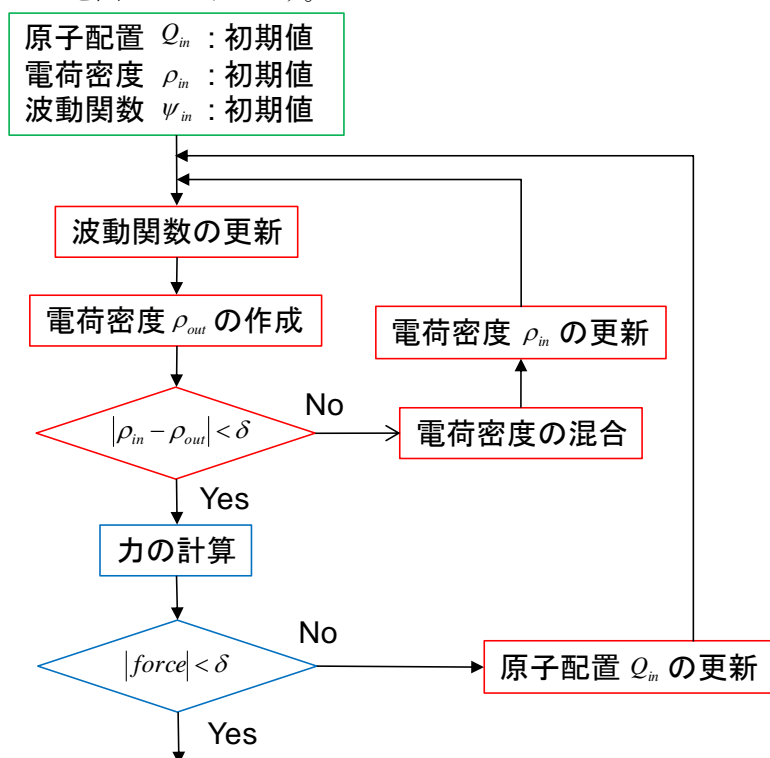 原子配置 Q_in : 初期値
電荷密度 ρ_in : 初期値
波動関数 ψ_in : 初期値
波動関数の更新
電荷密度 ρ_out の作成
電荷密度 ρ_in の更新
|ρ_in − ρ_out| < δ
No
電荷密度の混合
Yes
力の計算
|force| < δ
No
原子配置 Q_in の更新
Yes